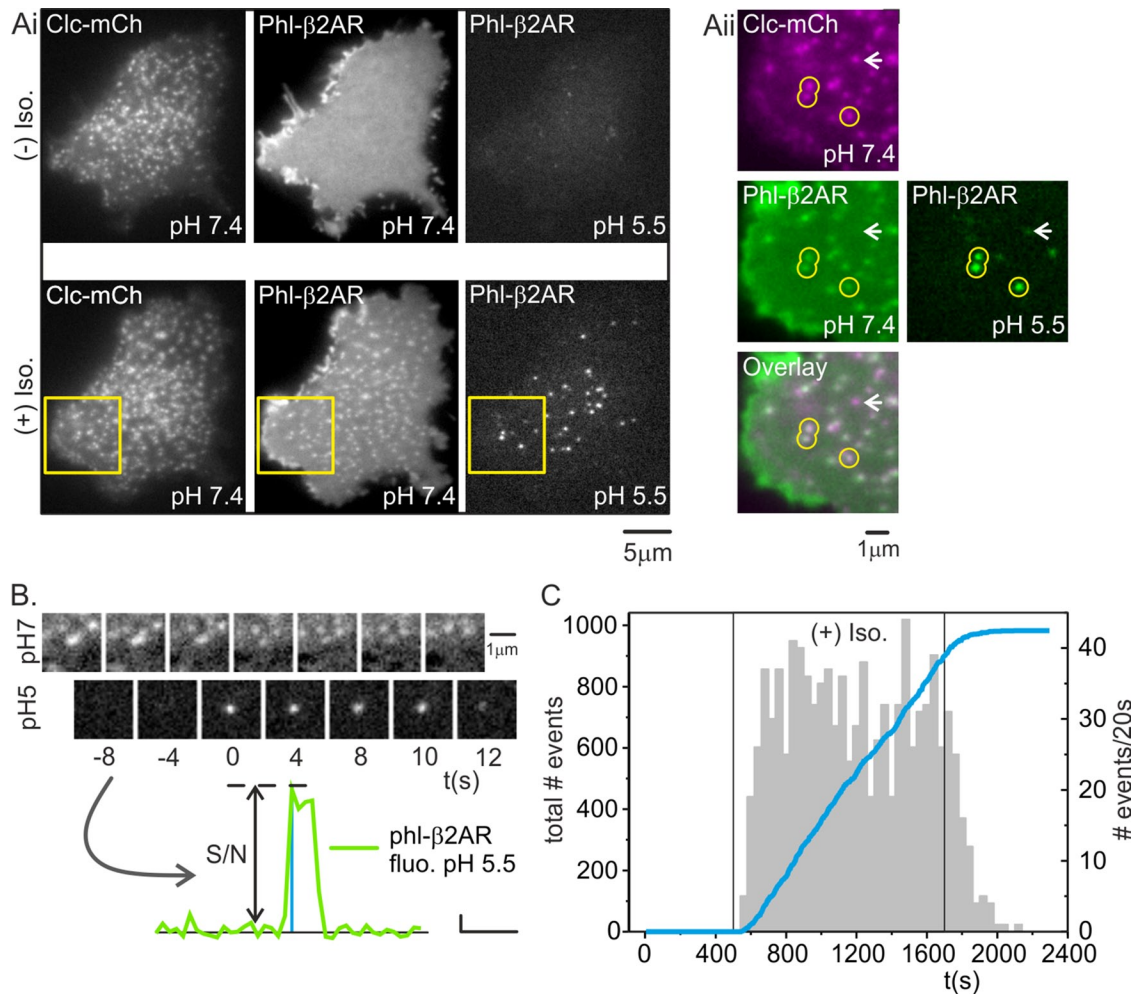 Ai
Clc-mCh
Phl-β2AR
Phl-β2AR
(-) Iso.
pH 7.4
pH 7.4
pH 5.5
Clc-mCh
Phl-β2AR
Phl-β2AR
(+) Iso.
pH 7.4
pH 7.4
pH 5.5
5μm
Aii
Clc-mCh
pH 7.4
Phl-β2AR
Phl-β2AR
pH 7.4
pH 5.5
Overlay
1μm
B.
pH7
1μm
pH5
-8 -4 0 4 8 10 12
t(s)
S/N
phl-β2AR
fluo. pH 5.5
C
(+) Iso.
total # events
1000
800
600
400
200
0
# events/20s
40
30
20
10
0
0 400 800 1200 1600 2000 2400
t(s)